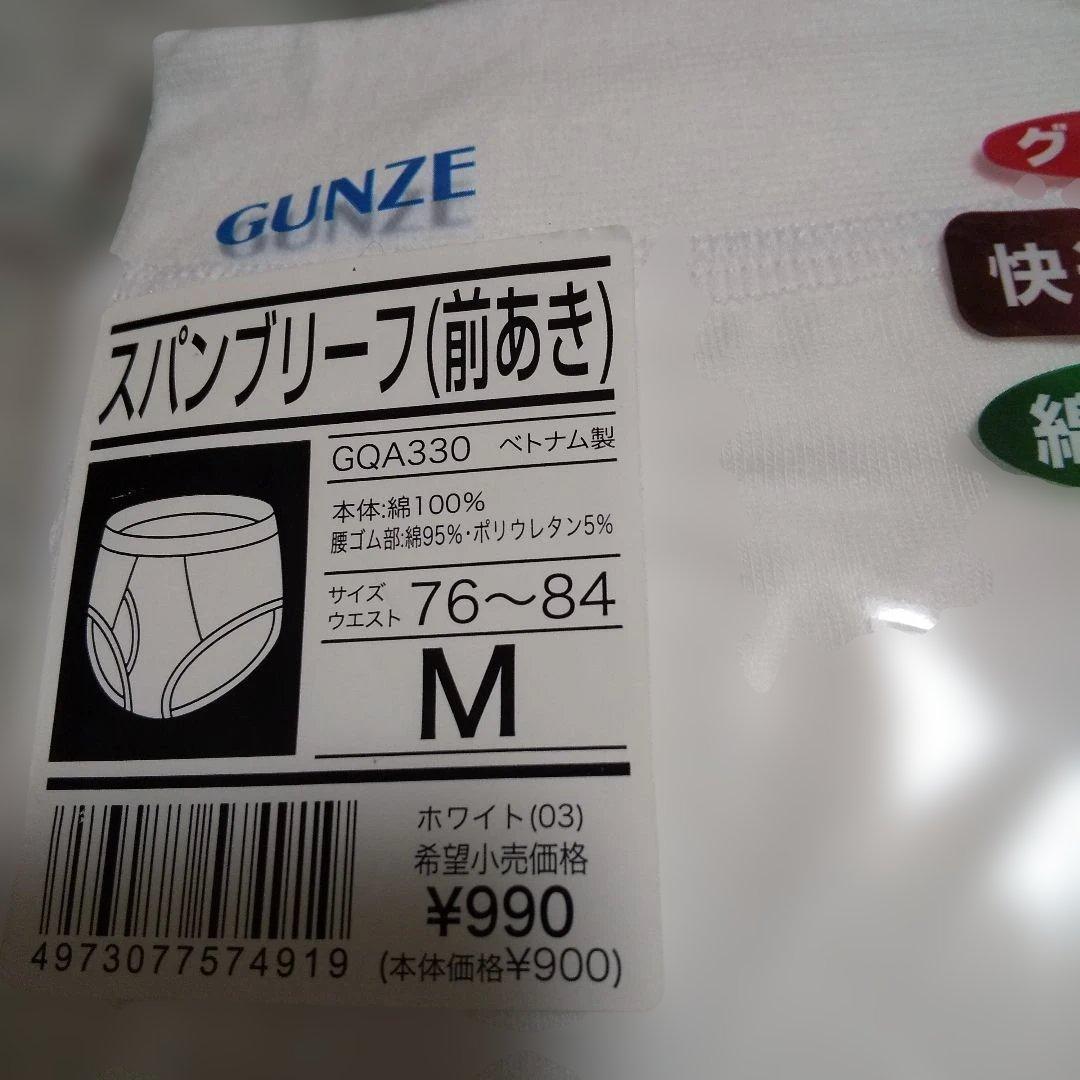 GUNZE
グ
快
綿
スパンブリーフ(前あき)
GQA330 ベトナム製
本体:綿100%
腰ゴム部:綿95%・ポリウレタン5%
サイズ
ウエスト 76～84
M
ホワイト(03)
希望小売価格
¥990
(本体価格¥900)
4973077574919